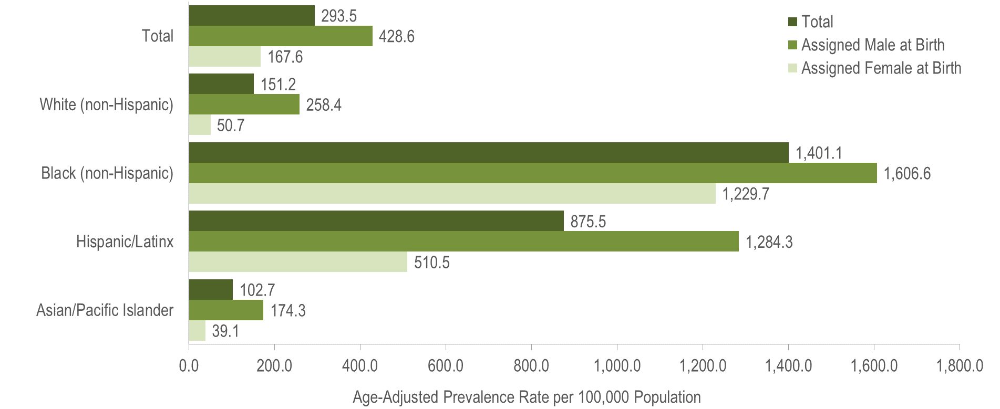 Total
Assigned Male at Birth
Assigned Female at Birth
Total
293.5
428.6
167.6
White (non-Hispanic)
151.2
258.4
50.7
Black (non-Hispanic)
1,401.1
1,606.6
1,229.7
Hispanic/Latinx
875.5
1,284.3
510.5
Asian/Pacific Islander
102.7
174.3
39.1
0.0 200.0 400.0 600.0 800.0 1,000.0 1,200.0 1,400.0 1,600.0 1,800.0
Age-Adjusted Prevalence Rate per 100,000 Population